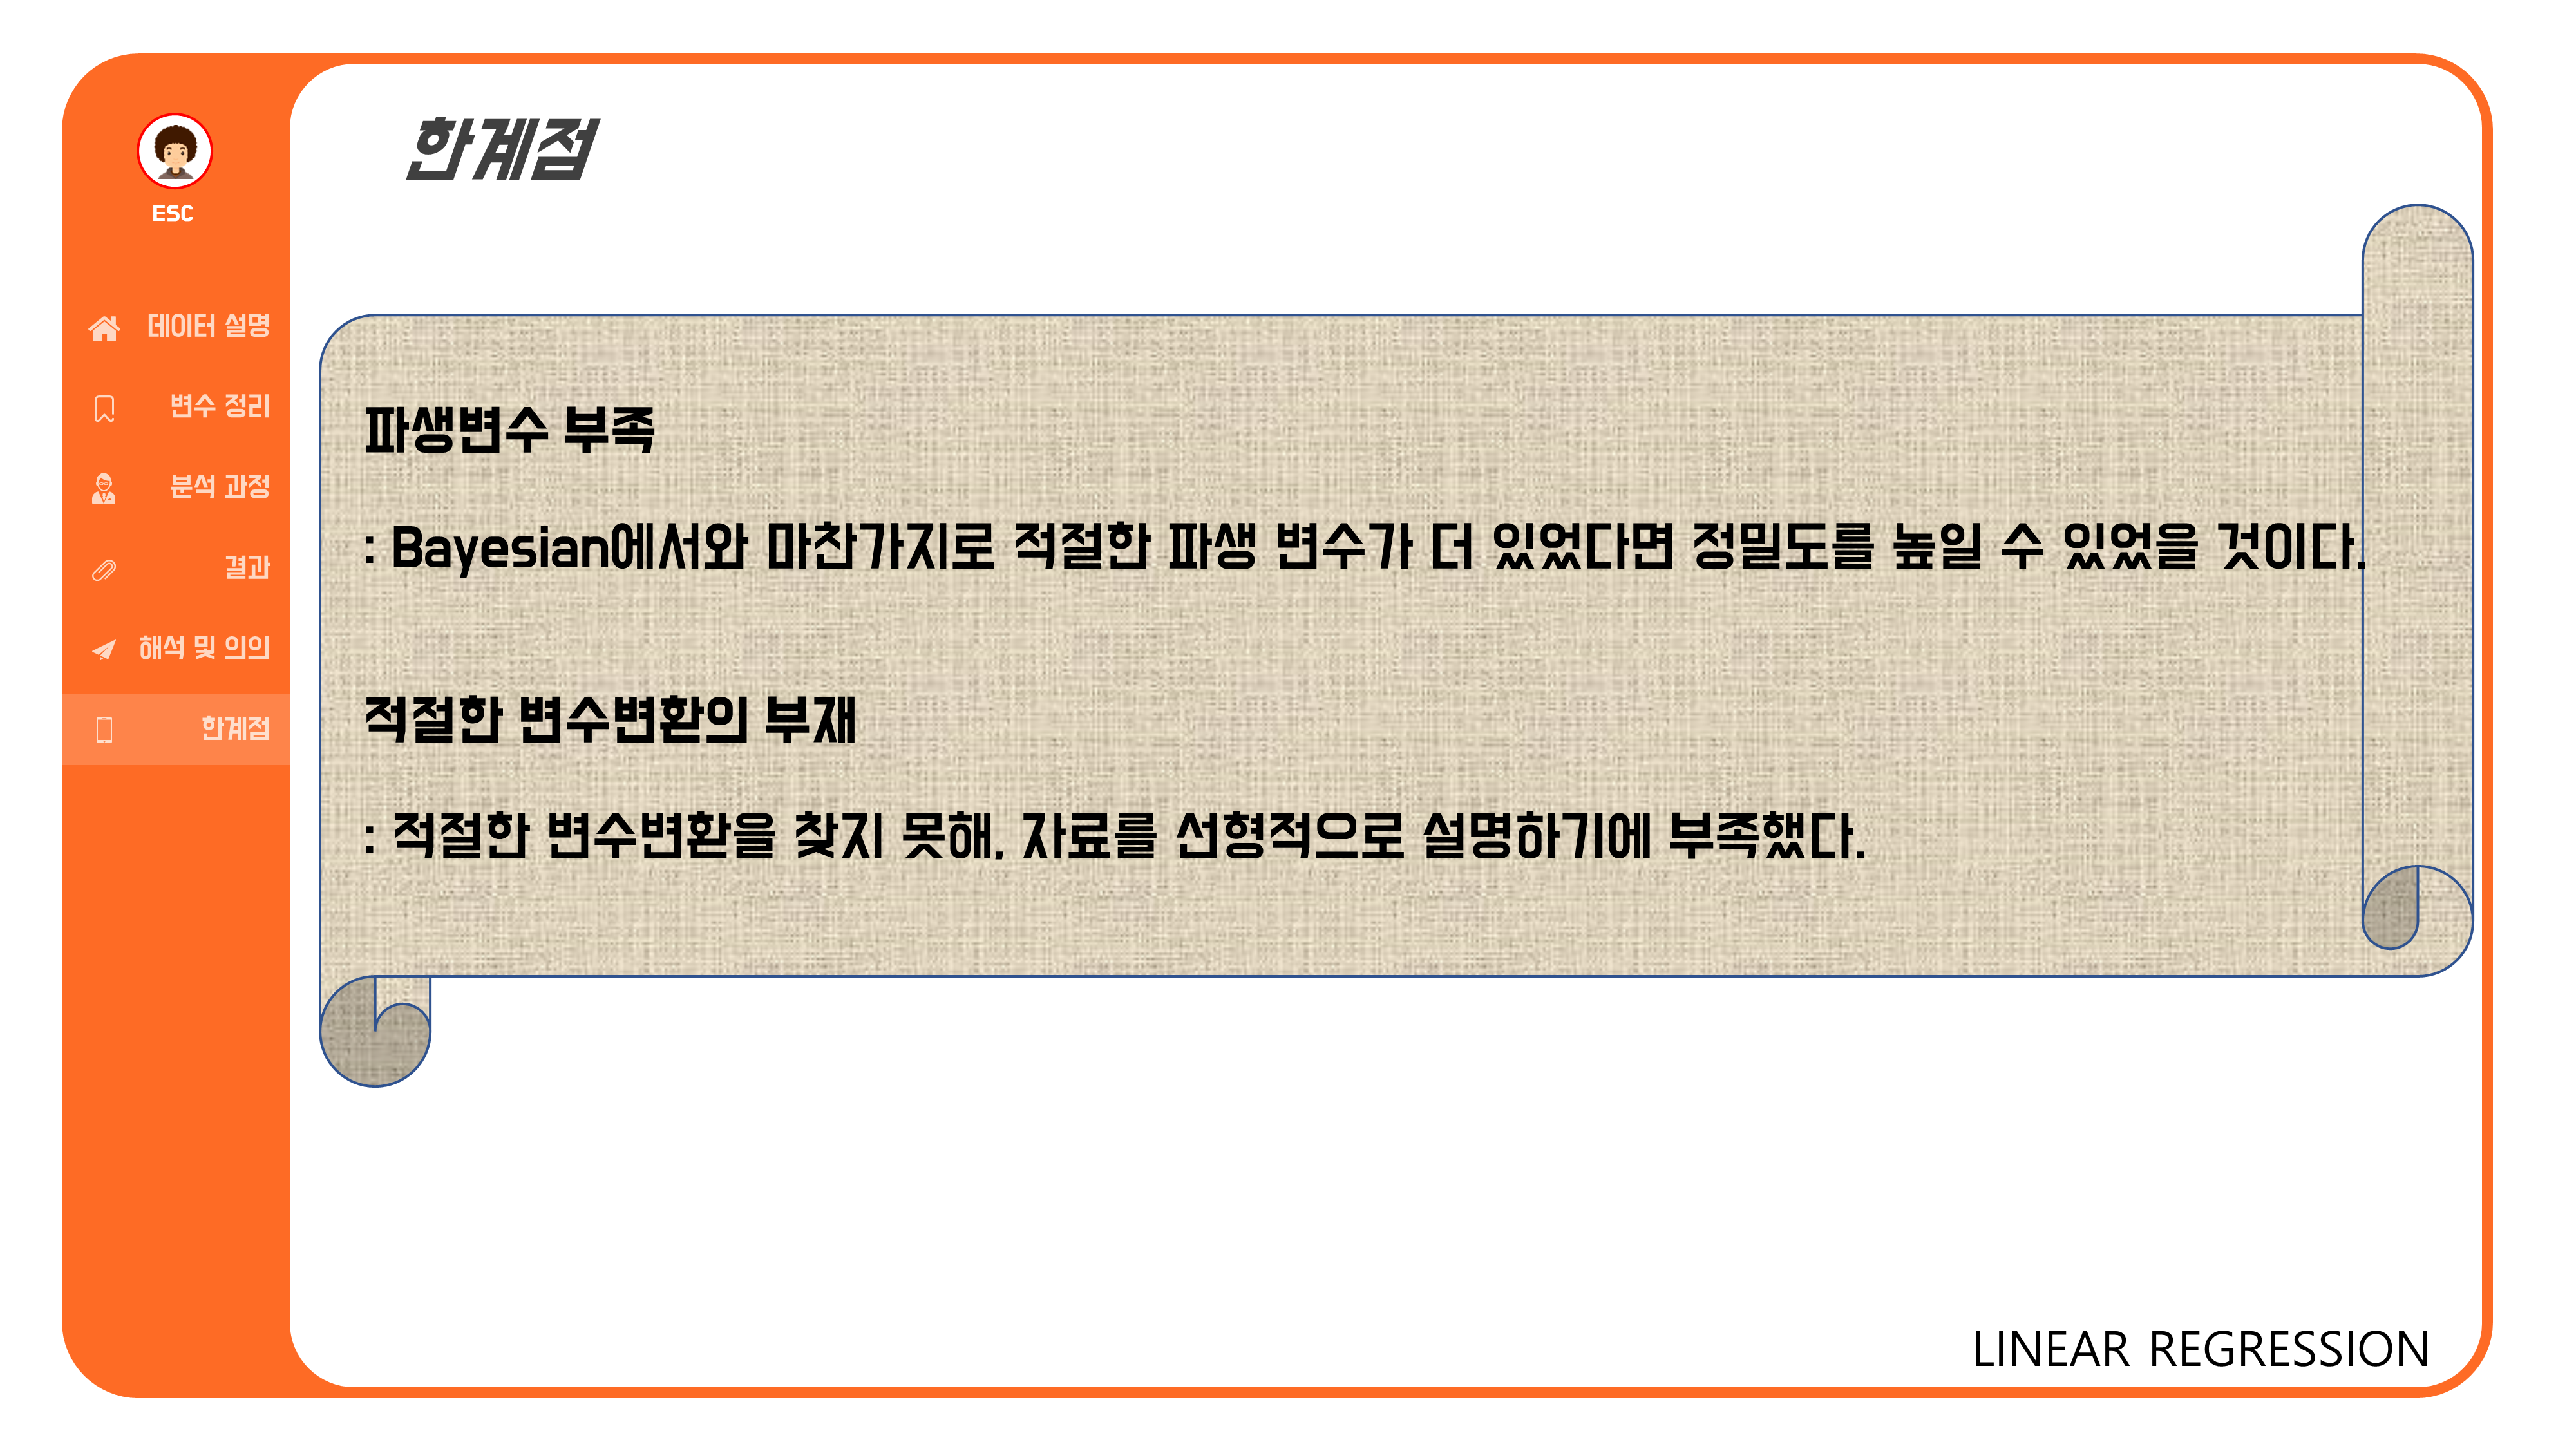 ESC
데이터 설명
변수 정리
분석 과정
결과
해석 및 의의
한계점
한계점
파생변수 부족
: Bayesian에서와 마찬가지로 적절한 파생 변수가 더 있었다면 정밀도를 높일 수 있었을 것이다.
적절한 변수변환의 부재
: 적절한 변수변환을 찾지 못해, 자료를 선형적으로 설명하기에 부족했다.
LINEAR REGRESSION